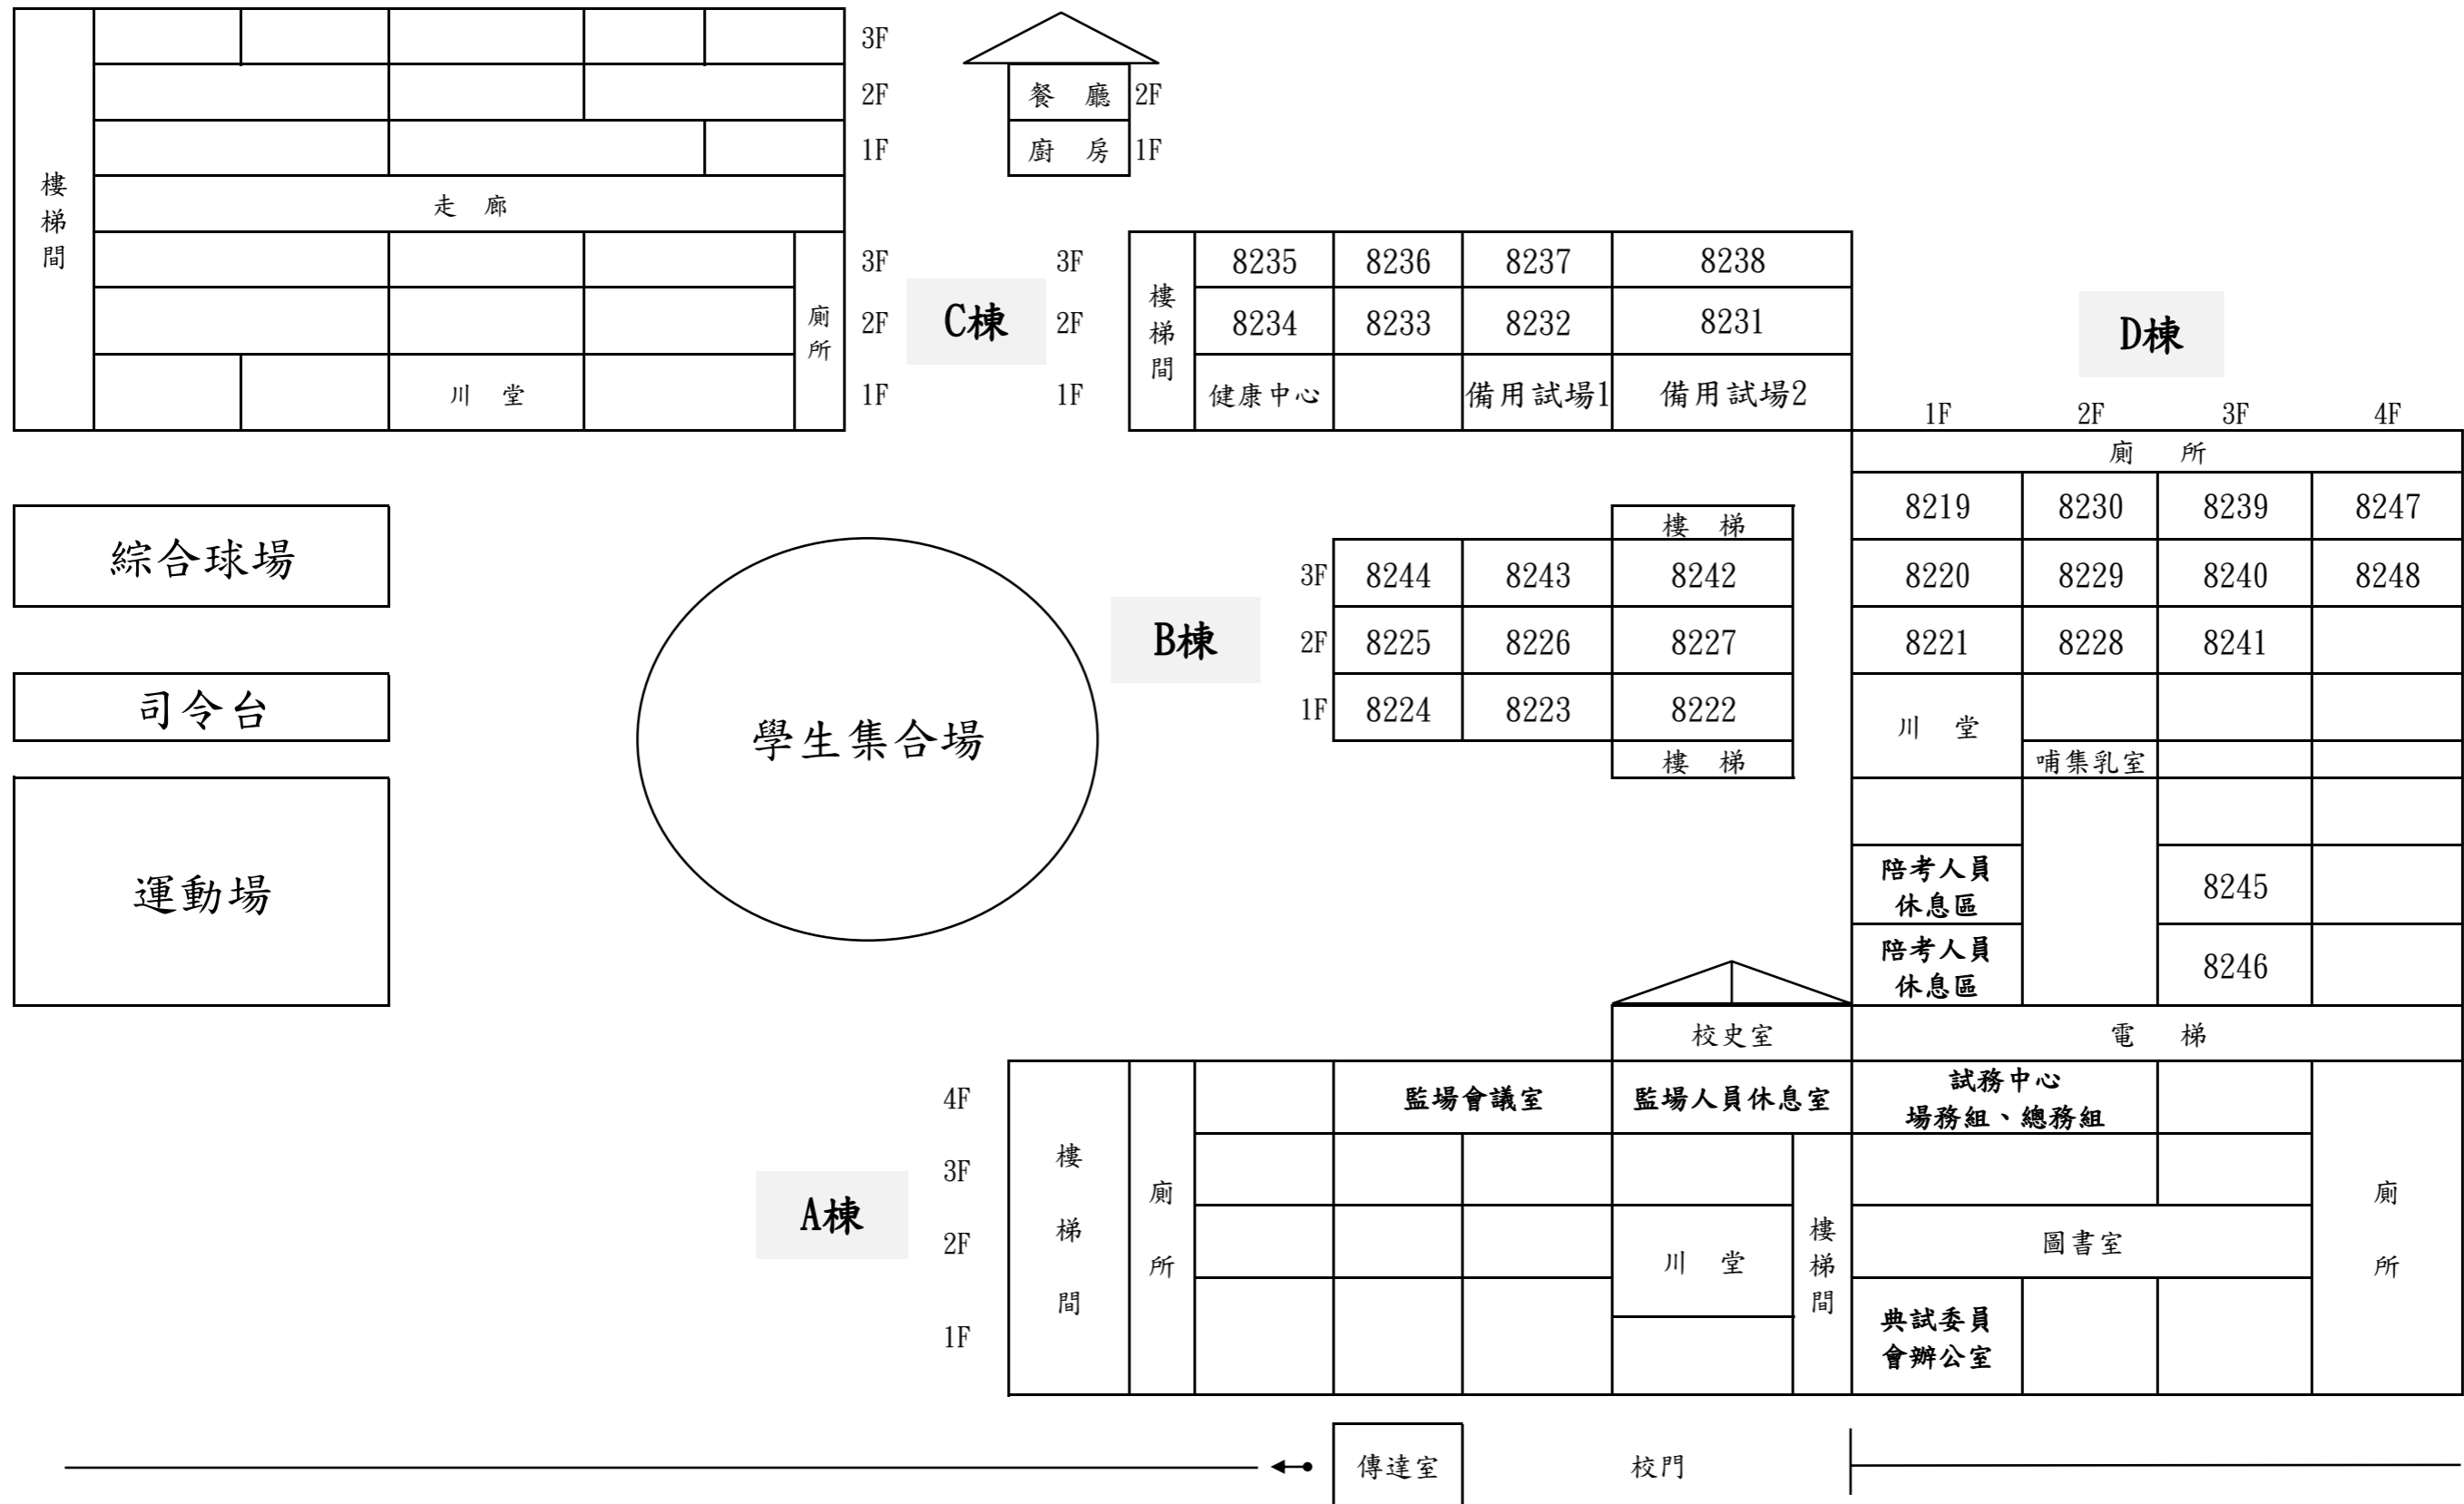 3F
2F
餐 廳 2F
1F
廚 房 1F
樓梯間
走 廊
3F
3F
8235 8236 8237 8238
廁所
2F
C棟
2F
樓梯間
8234 8233 8232 8231
D棟
川 堂
1F
1F
健康中心 備用試場1 備用試場2
1F 2F 3F 4F
廁 所
8219 8230 8239 8247
綜合球場
樓 梯
3F 8244 8243 8242
8220 8229 8240 8248
B棟
2F 8225 8226 8227
8221 8228 8241
司令台
學生集合場
1F 8224 8223 8222
川 堂
樓 梯
哺集乳室
運動場
陪考人員
休息區
8245
陪考人員
休息區
8246
校史室
電 梯
4F
監場會議室
監場人員休息室
試務中心
場務組、總務組
樓梯間
廁所
3F
A棟
2F
川 堂
樓梯間
圖書室
廁所
1F
典試委員
會辦公室
傳達室
校門